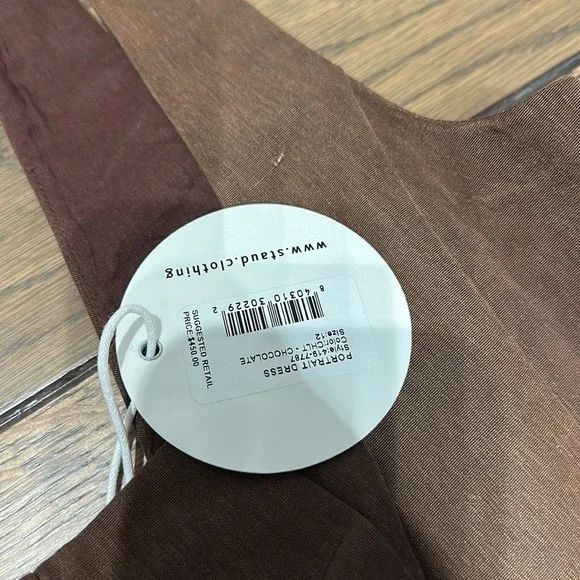 www.staud.clothing
PORTRAIT DRESS
Style:419-7787
Color:CHLT - CHOCOLATE
Size:12
8 40310 30229 2
SUGGESTED RETAIL
PRICE:$450.00